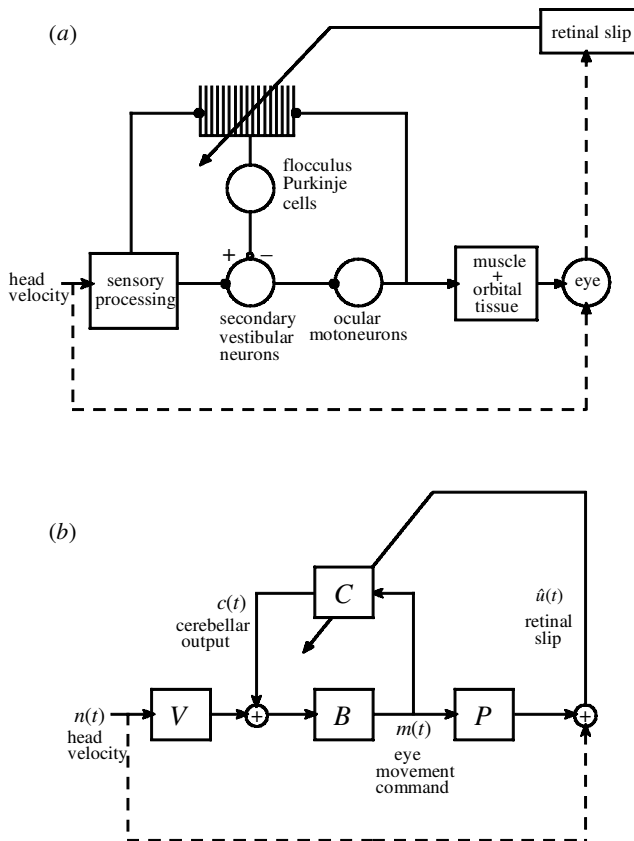 (a)
retinal slip
flocculus
Purkinje
cells
+ −
head
velocity
sensory
processing
secondary
vestibular
neurons
ocular
motoneurons
muscle
+
orbital
tissue
eye
(b)
C
c(t)
cerebellar
output
û(t)
retinal
slip
n(t)
head
velocity
V
+
B
m(t)
eye
movement
command
P
+